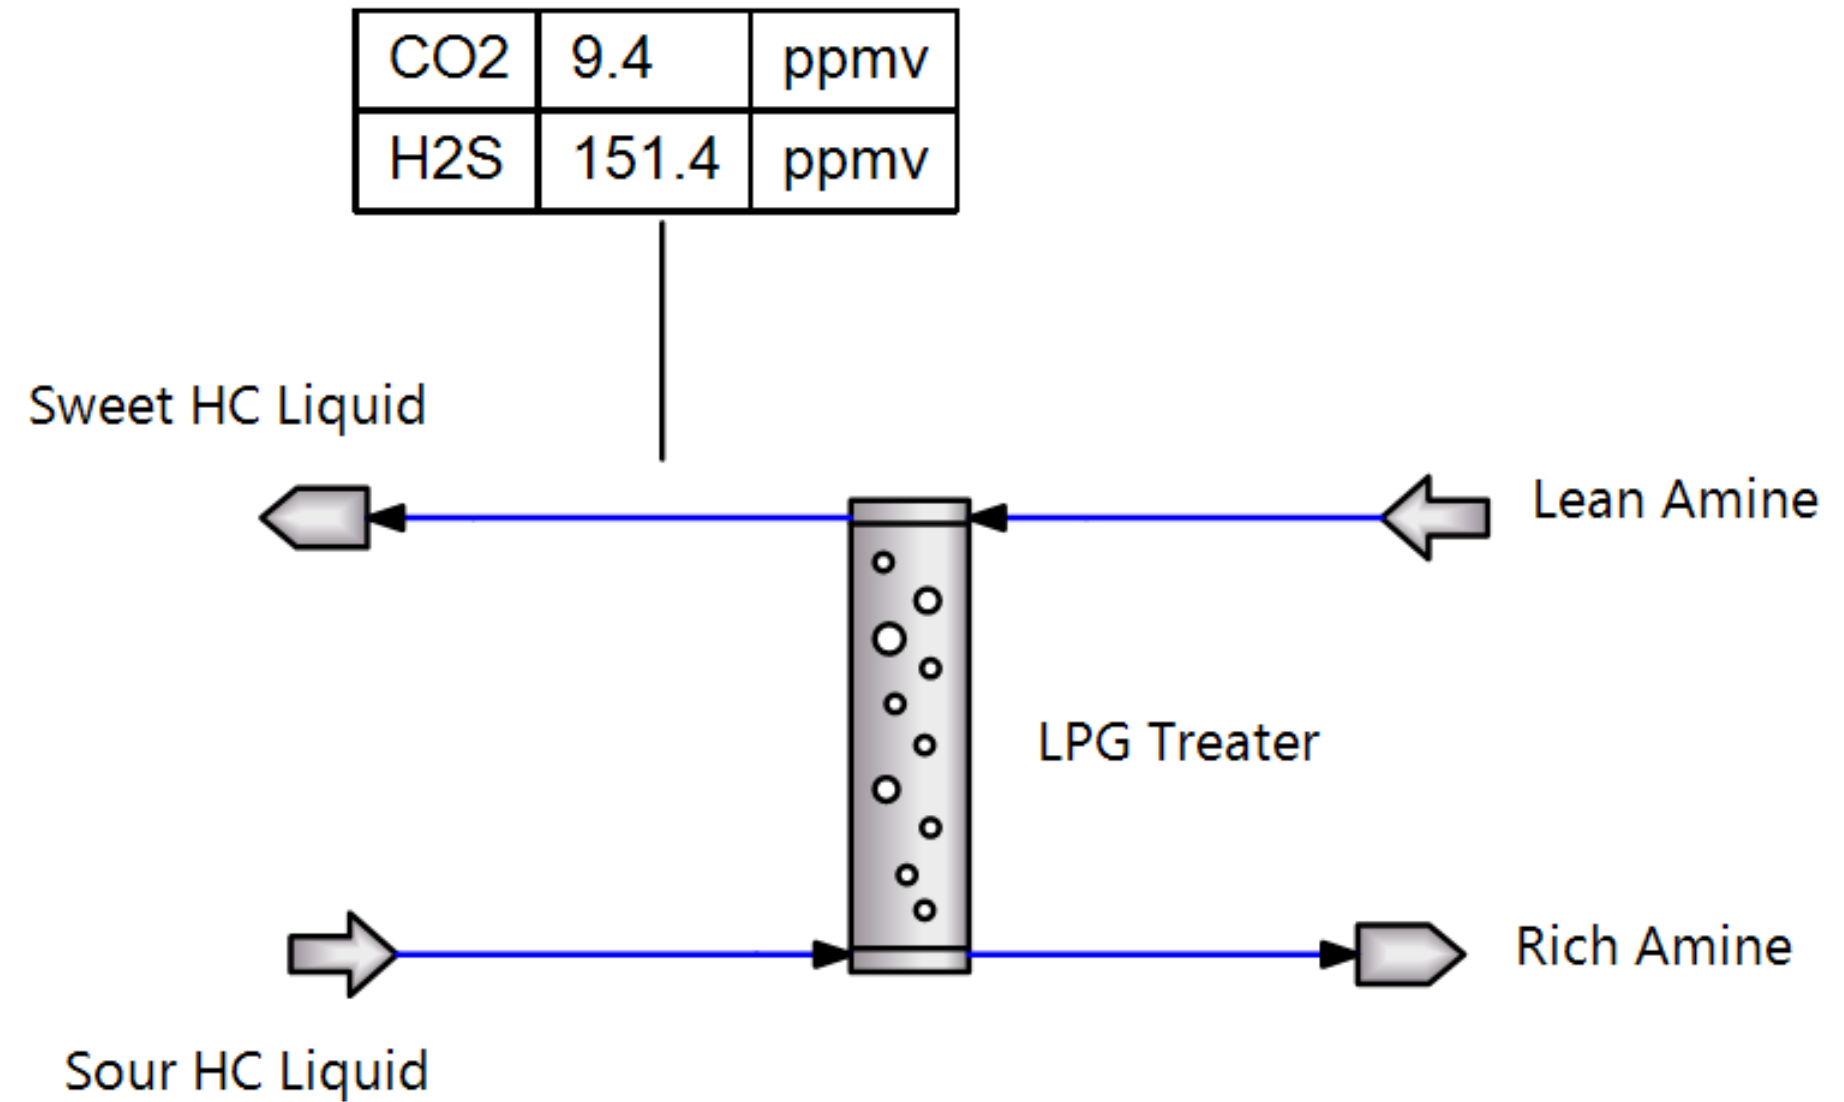 CO2 9.4 ppmv
H2S 151.4 ppmv
Sweet HC Liquid
Lean Amine
LPG Treater
Rich Amine
Sour HC Liquid